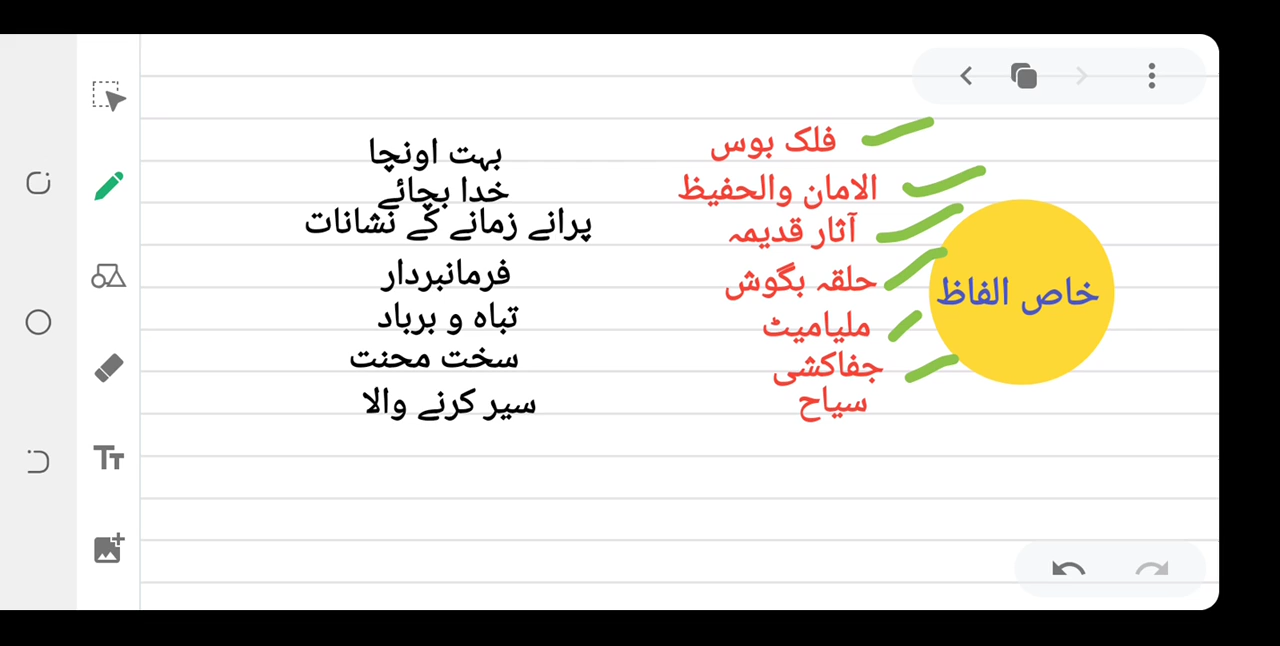 خاص الفاظ
فلک بوس بہت اونچا
الامان والحفیظ خدا بچائے
آثار قدیمہ پرانے زمانے کے نشانات
حلقہ بگوش فرمانبردار
ملیامیٹ تباہ و برباد
جفاکشی سخت محنت
سیاح سیر کرنے والا
Tт